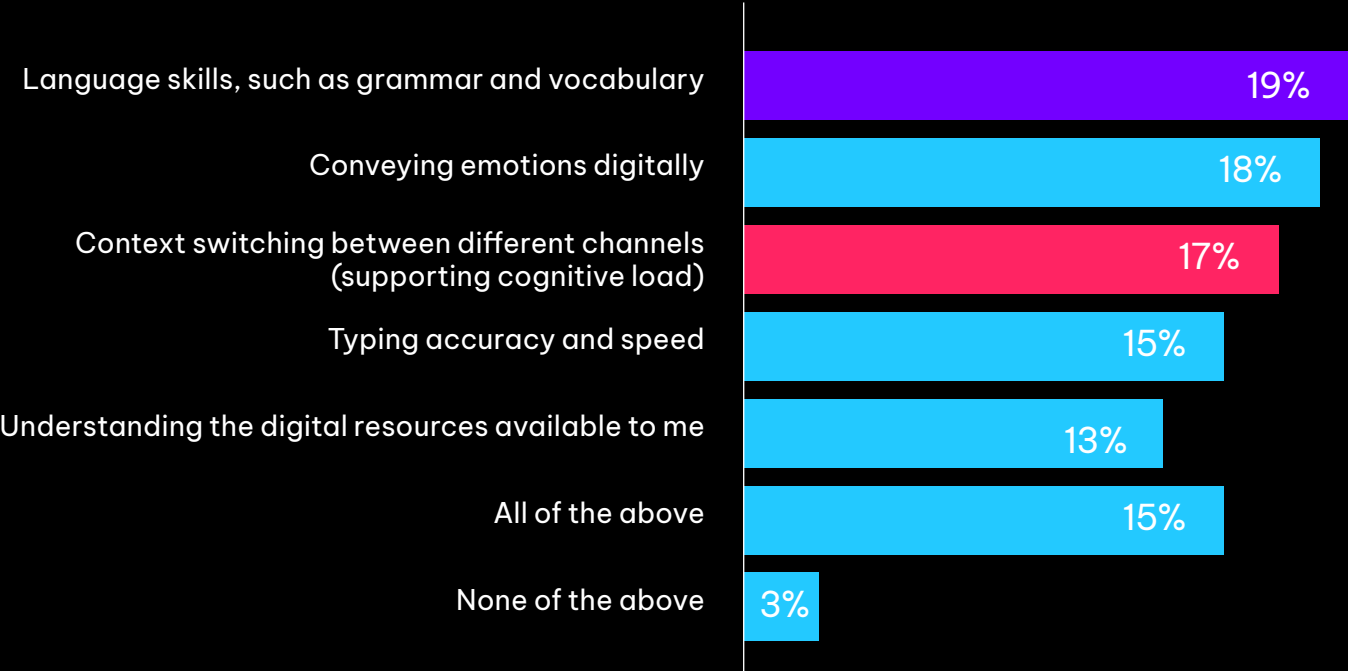 Language skills, such as grammar and vocabulary
19%
Conveying emotions digitally
18%
Context switching between different channels
(supporting cognitive load)
17%
Typing accuracy and speed
15%
Understanding the digital resources available to me
13%
All of the above
15%
None of the above
3%